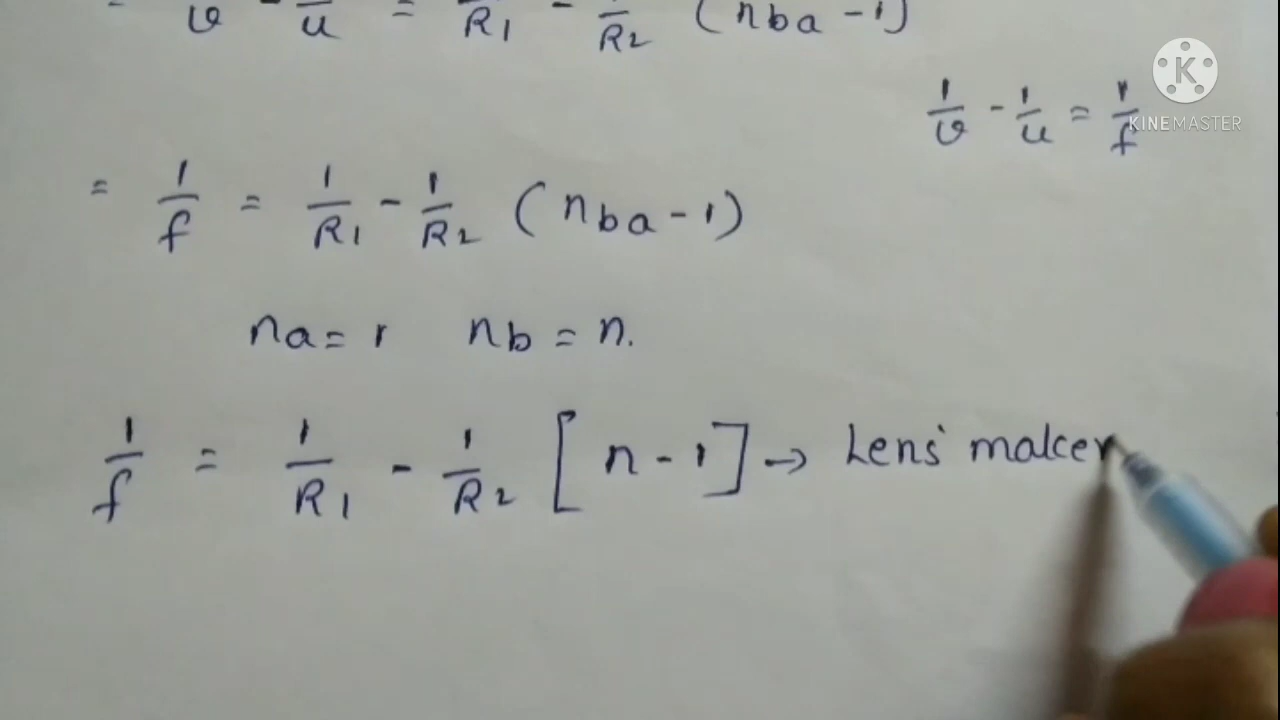 = 1/v - 1/u = 1/R1 - 1/R2 (nba - 1)
1/v - 1/u = 1/f
K
KINEMASTER
= 1/f = 1/R1 - 1/R2 (nba - 1)
na = 1 nb = n.
1/f = 1/R1 - 1/R2 [n - 1] → Lens maker